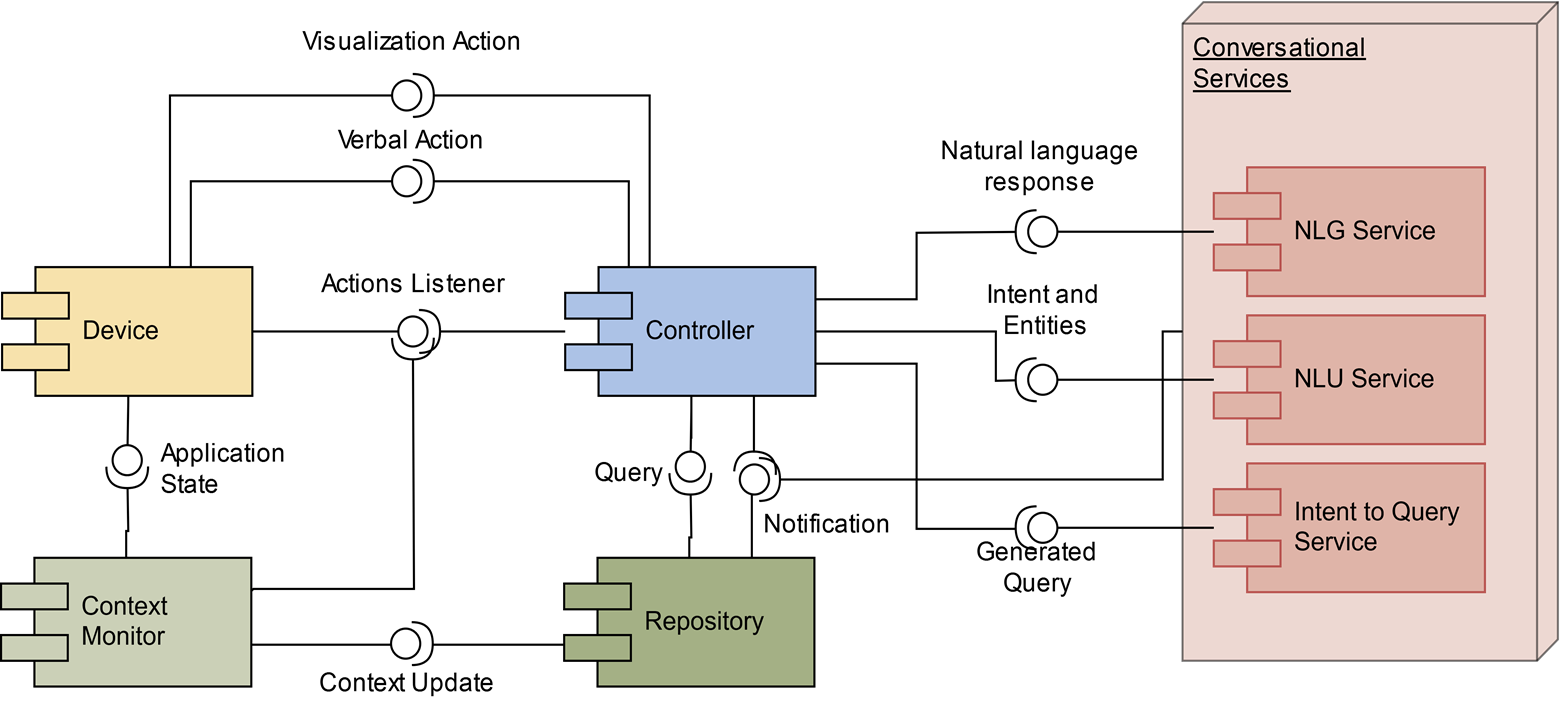 Visualization Action
Conversational
Services
Verbal Action
Natural language
response
NLG Service
Actions Listener
Intent and
Entities
Device
Controller
NLU Service
Application
State
Query
Notification
Intent to Query
Service
Generated
Query
Context
Monitor
Repository
Context Update